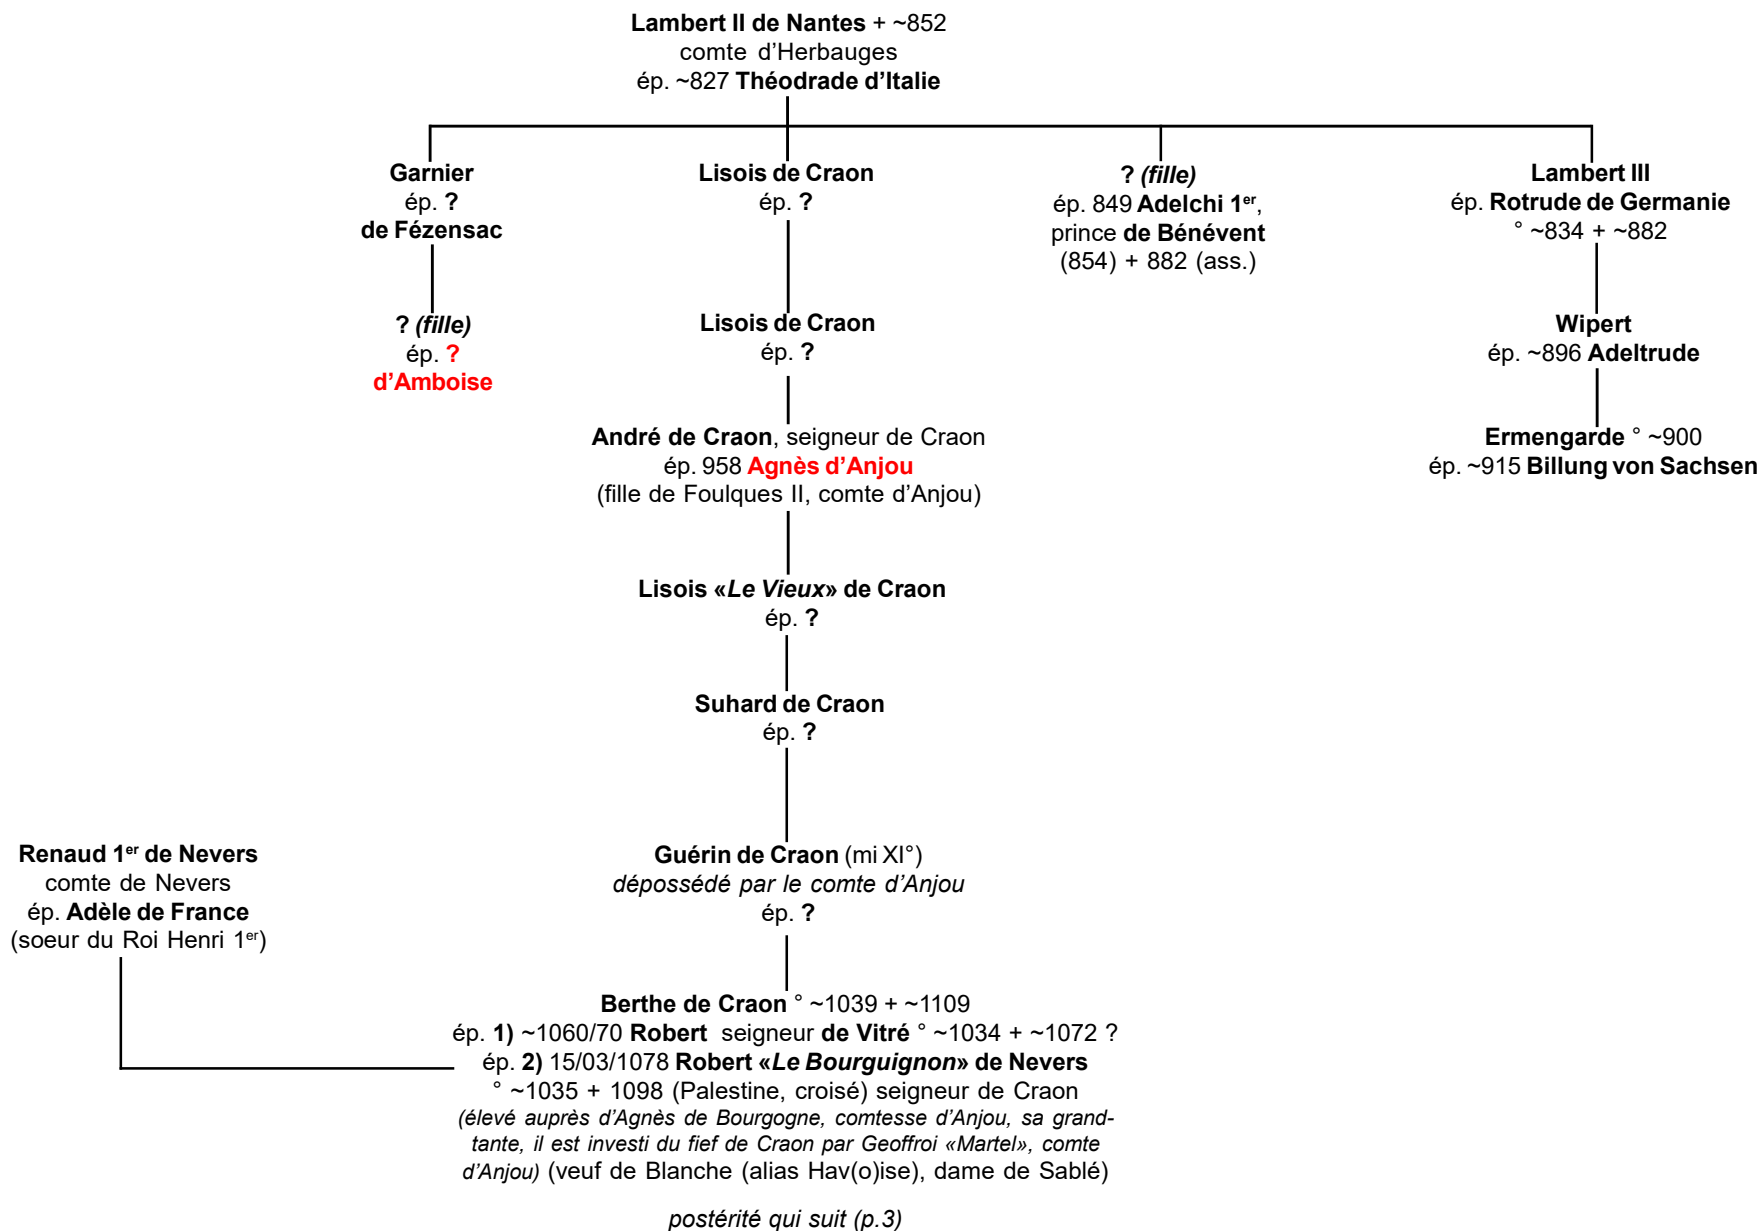 Lambert II de Nantes + ~852
comte d'Herbauges
ép. ~827 Théodrade d'Italie
Garnier
ép. ?
de Fézensac
Lisois de Craon
ép. ?
? (fille)
ép. 849 Adelchi 1er,
prince de Bénévent
(854) + 882 (ass.)
Lambert III
ép. Rotrude de Germanie
° ~834 + ~882
? (fille)
ép. ?
d'Amboise
Lisois de Craon
ép. ?
Wipert
ép. ~896 Adeltrude
André de Craon, seigneur de Craon
ép. 958 Agnès d'Anjou
(fille de Foulques II, comte d'Anjou)
Ermengarde ° ~900
ép. ~915 Billung von Sachsen
Lisois «Le Vieux» de Craon
ép. ?
Suhard de Craon
ép. ?
Renaud 1er de Nevers
comte de Nevers
ép. Adèle de France
(soeur du Roi Henri 1er)
Guérin de Craon (mi XI°)
dépossédé par le comte d'Anjou
ép. ?
Berthe de Craon ° ~1039 + ~1109
ép. 1) ~1060/70 Robert seigneur de Vitré ° ~1034 + ~1072 ?
ép. 2) 15/03/1078 Robert «Le Bourguignon» de Nevers
° ~1035 + 1098 (Palestine, croisé) seigneur de Craon
(élevé auprès d'Agnès de Bourgogne, comtesse d'Anjou, sa grand-
tante, il est investi du fief de Craon par Geoffroi «Martel», comte
d'Anjou) (veuf de Blanche (alias Hav(o)ise), dame de Sablé)
postérité qui suit (p.3)